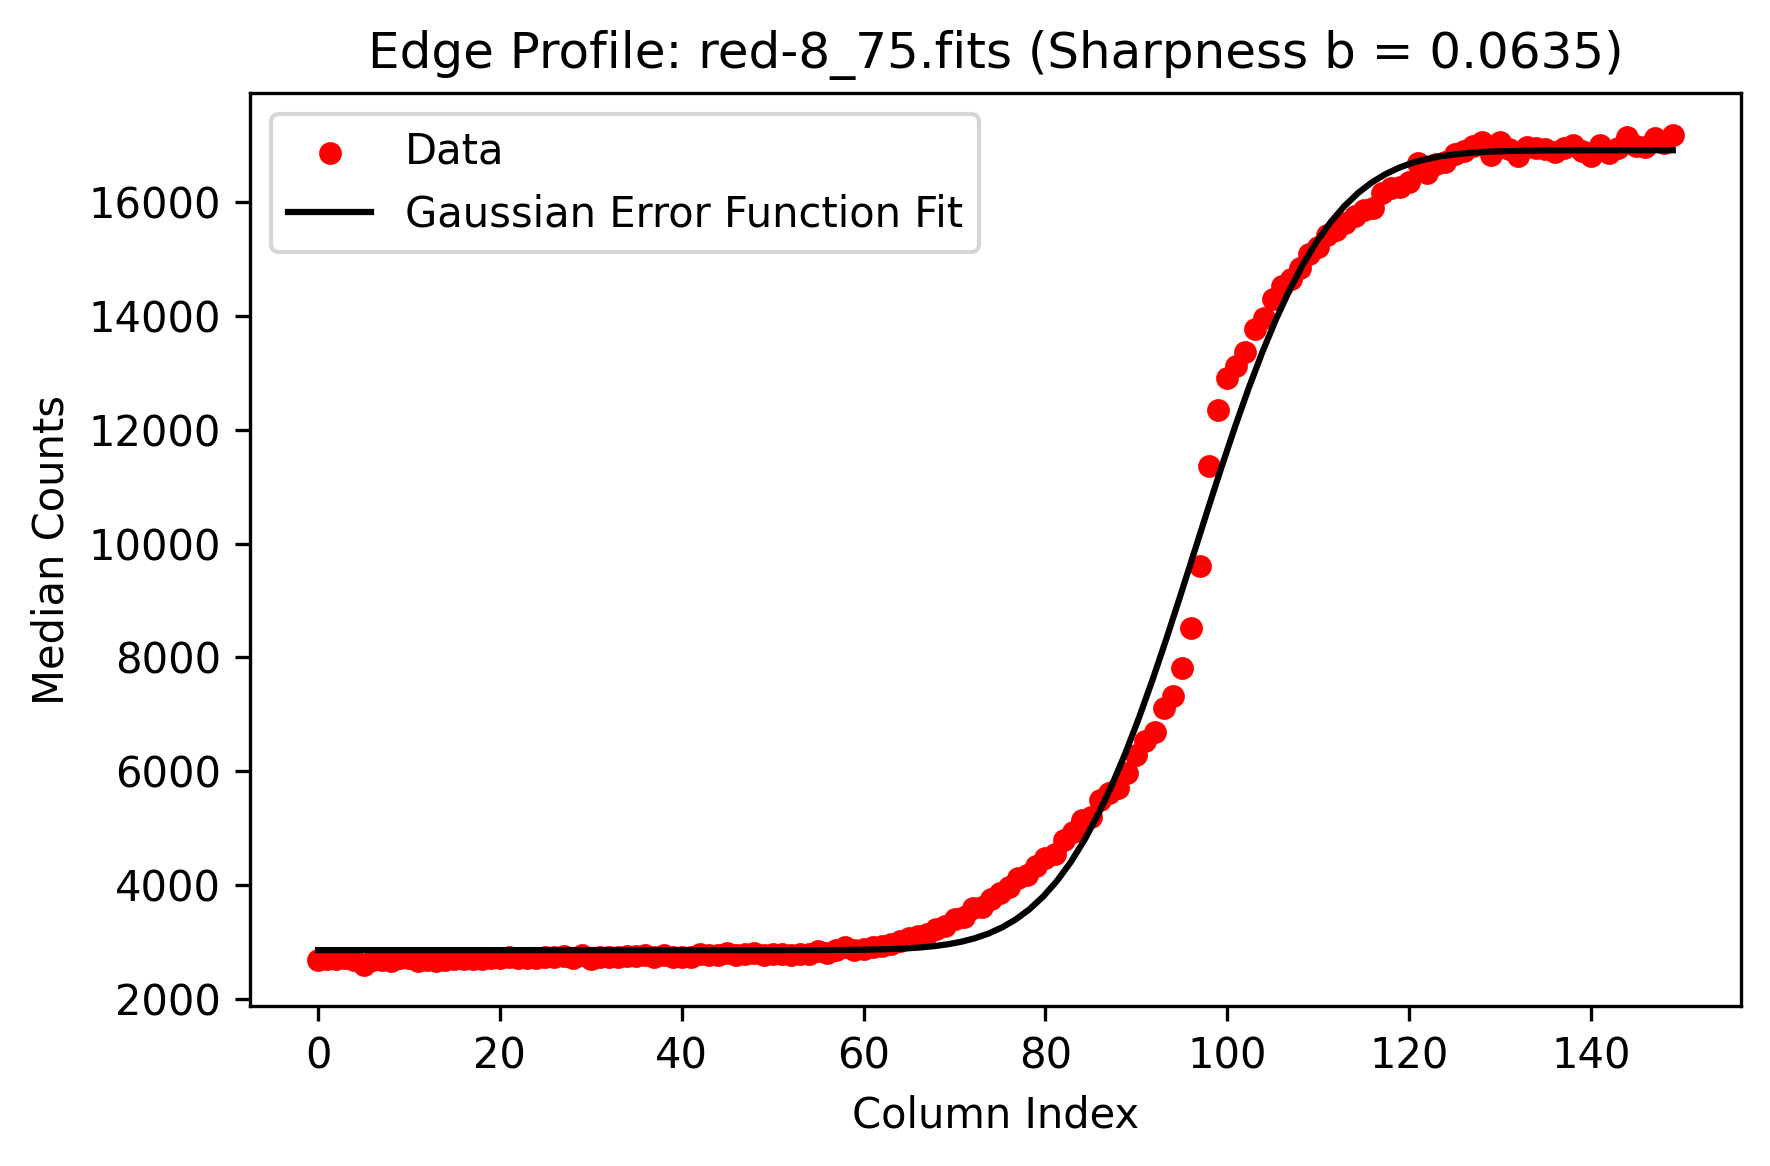 Edge Profile: red-8_75.fits (Sharpness b = 0.0635)
Data
Gaussian Error Function Fit
16000
14000
12000
10000
8000
6000
4000
2000
Median Counts
0 20 40 60 80 100 120 140
Column Index